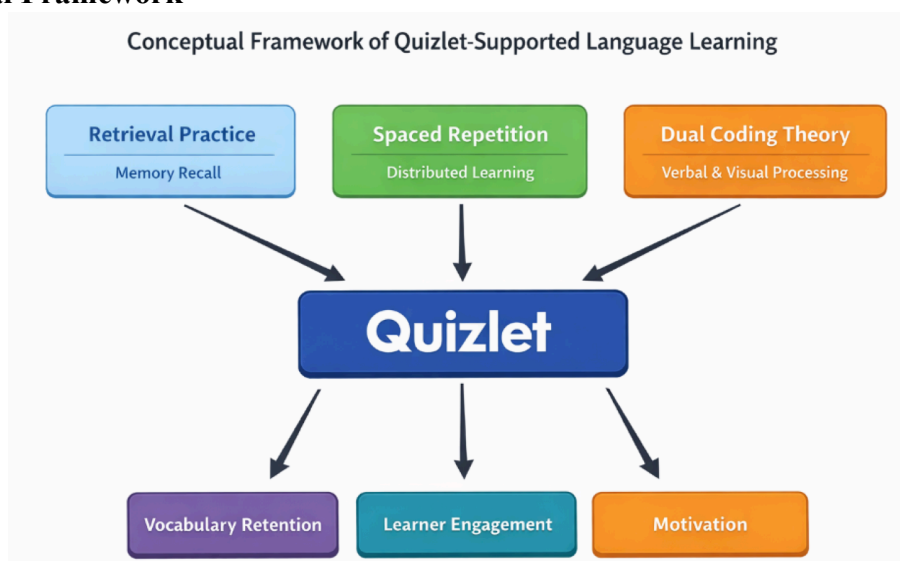 Framework
Conceptual Framework of Quizlet-Supported Language Learning
Retrieval Practice
Memory Recall
Spaced Repetition
Distributed Learning
Dual Coding Theory
Verbal & Visual Processing
Quizlet
Vocabulary Retention
Learner Engagement
Motivation